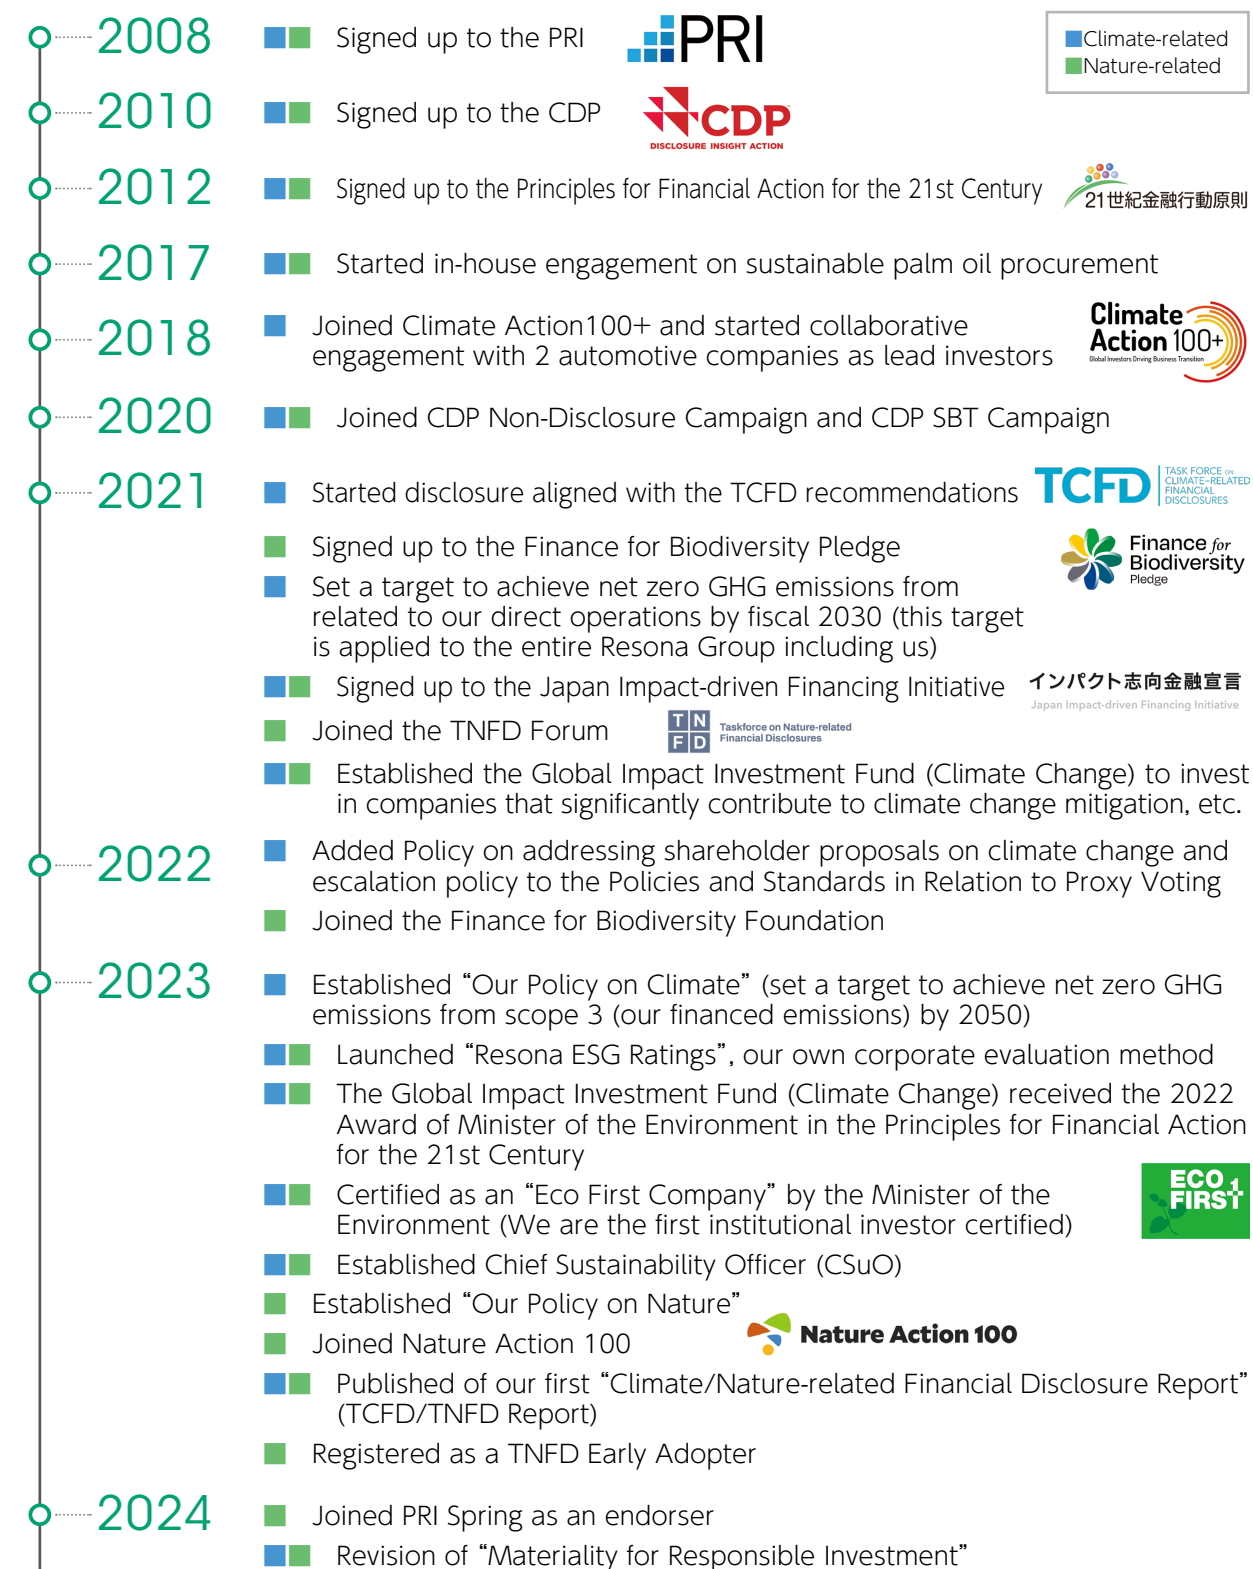 2008 Signed up to the PRI PRI
Climate-related
Nature-related
2010 Signed up to the CDP CDP
DISCLOSURE INSIGHT ACTION
2012 Signed up to the Principles for Financial Action for the 21st Century 21世紀金融行動原則
2017 Started in-house engagement on sustainable palm oil procurement
2018 Joined Climate Action100+ and started collaborative
engagement with 2 automotive companies as lead investors
Climate
Action 100+
Global Investors Driving Business Transition
2020 Joined CDP Non-Disclosure Campaign and CDP SBT Campaign
2021 Started disclosure aligned with the TCFD recommendations TCFD
TASK FORCE ON
CLIMATE-RELATED
FINANCIAL
DISCLOSURES
Signed up to the Finance for Biodiversity Pledge
Finance for
Biodiversity
Pledge
Set a target to achieve net zero GHG emissions from
related to our direct operations by fiscal 2030 (this target
is applied to the entire Resona Group including us)
Signed up to the Japan Impact-driven Financing Initiative
インパクト志向金融宣言
Japan Impact-driven Financing Initiative
Joined the TNFD Forum
TN
FD
Taskforce on Nature-related
Financial Disclosures
Established the Global Impact Investment Fund (Climate Change) to invest
in companies that significantly contribute to climate change mitigation, etc.
2022 Added Policy on addressing shareholder proposals on climate change and
escalation policy to the Policies and Standards in Relation to Proxy Voting
Joined the Finance for Biodiversity Foundation
2023 Established “Our Policy on Climate” (set a target to achieve net zero GHG
emissions from scope 3 (our financed emissions) by 2050)
Launched “Resona ESG Ratings”, our own corporate evaluation method
The Global Impact Investment Fund (Climate Change) received the 2022
Award of Minister of the Environment in the Principles for Financial Action
for the 21st Century
Certified as an “Eco First Company” by the Minister of the
Environment (We are the first institutional investor certified)
ECO
FIRST
Established Chief Sustainability Officer (CSuO)
Established “Our Policy on Nature”
Joined Nature Action 100
Nature Action 100
Published of our first “Climate/Nature-related Financial Disclosure Report”
(TCFD/TNFD Report)
Registered as a TNFD Early Adopter
2024 Joined PRI Spring as an endorser
Revision of “Materiality for Responsible Investment”